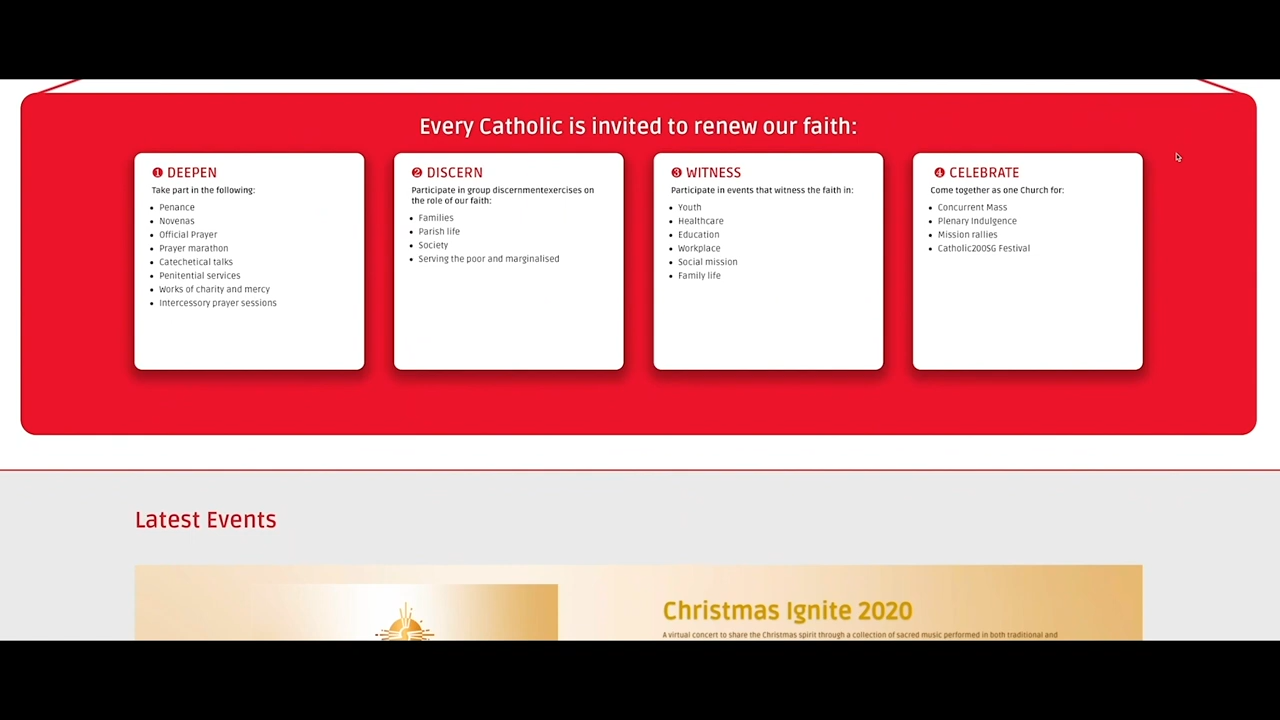 Every Catholic is invited to renew our faith:
❶ DEEPEN
Take part in the following:
• Penance
• Novenas
• Official Prayer
• Prayer marathon
• Catechetical talks
• Penitential services
• Works of charity and mercy
• Intercessory prayer sessions
❷ DISCERN
Participate in group discernmentexercises on
the role of our faith:
• Families
• Parish life
• Society
• Serving the poor and marginalised
❸ WITNESS
Participate in events that witness the faith in:
• Youth
• Healthcare
• Education
• Workplace
• Social mission
• Family life
❹ CELEBRATE
Come together as one Church for:
• Concurrent Mass
• Plenary Indulgence
• Mission rallies
• Catholic200SG Festival
Latest Events
Christmas Ignite 2020
A virtual concert to share the Christmas spirit through a collection of sacred music performed in both traditional and